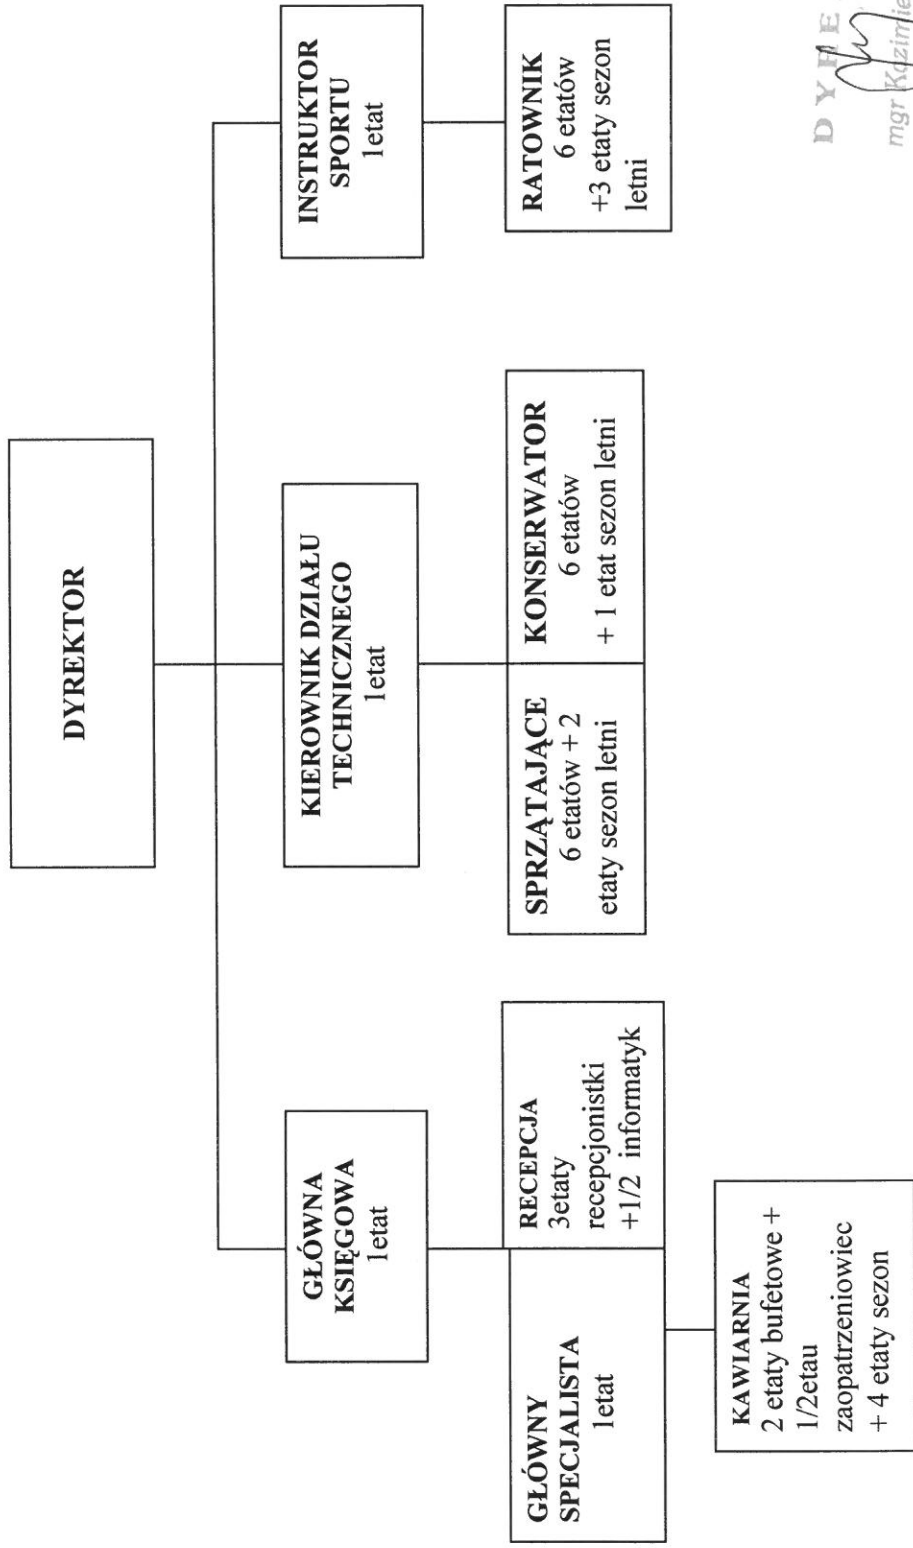 DYREKTOR
GŁÓWNA
KSIĘGOWA
1etat
KIEROWNIK DZIAŁU
TECHNICZNEGO
1etat
INSTRUKTOR
SPORTU
1etat
GŁÓWNY
SPECJALISTA
1etat
RECEPCJA
3etaty
recepcjonistki
+1/2 informatyk
SPRZĄTAJĄCE
6 etatów + 2
etaty sezon letni
KONSERWATOR
6 etatów
+ 1 etat sezon letni
RATOWNIK
6 etatów
+3 etaty sezon
letni
KAWIARNIA
2 etaty bufetowe +
1/2etau
zaopatrzeniowiec
+ 4 etaty sezon
DYRE
mgr Kazimie